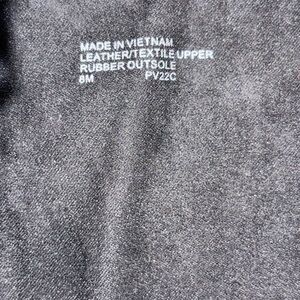 MADE IN VIETNAM
LEATHER/TEXTILE UPPER
RUBBER OUTSOLE
8M PV22C